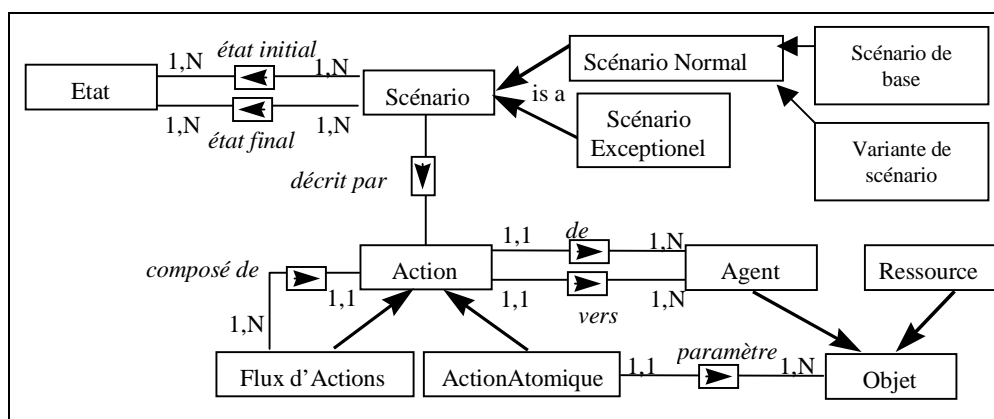 état initial
1,N
1,N
Etat
Scénario
is a
Scénario Normal
Scénario de
base
1,N
1,N
état final
Scénario
Exceptionel
Variante de
scénario
décrit par
composé de
1,1
1,N
Action
1,1
de
1,N
1,1
vers
1,N
Agent
Ressource
Flux d'Actions
ActionAtomique
1,1
paramètre
1,N
Objet